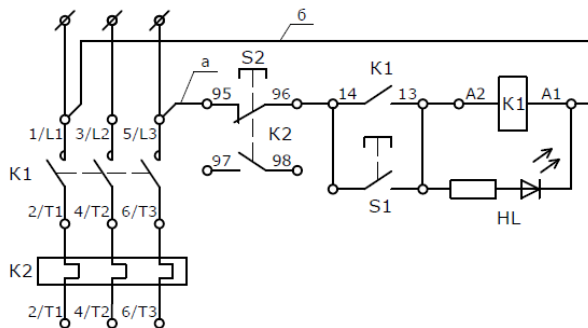 б
а
S2
K1
95
96
14
13
A2
K1
A1
1/L1
3/L2
5/L3
K2
K1
97
98
S1
HL
2/T1
4/T2
6/T3
K2
2/T1
4/T2
6/T3